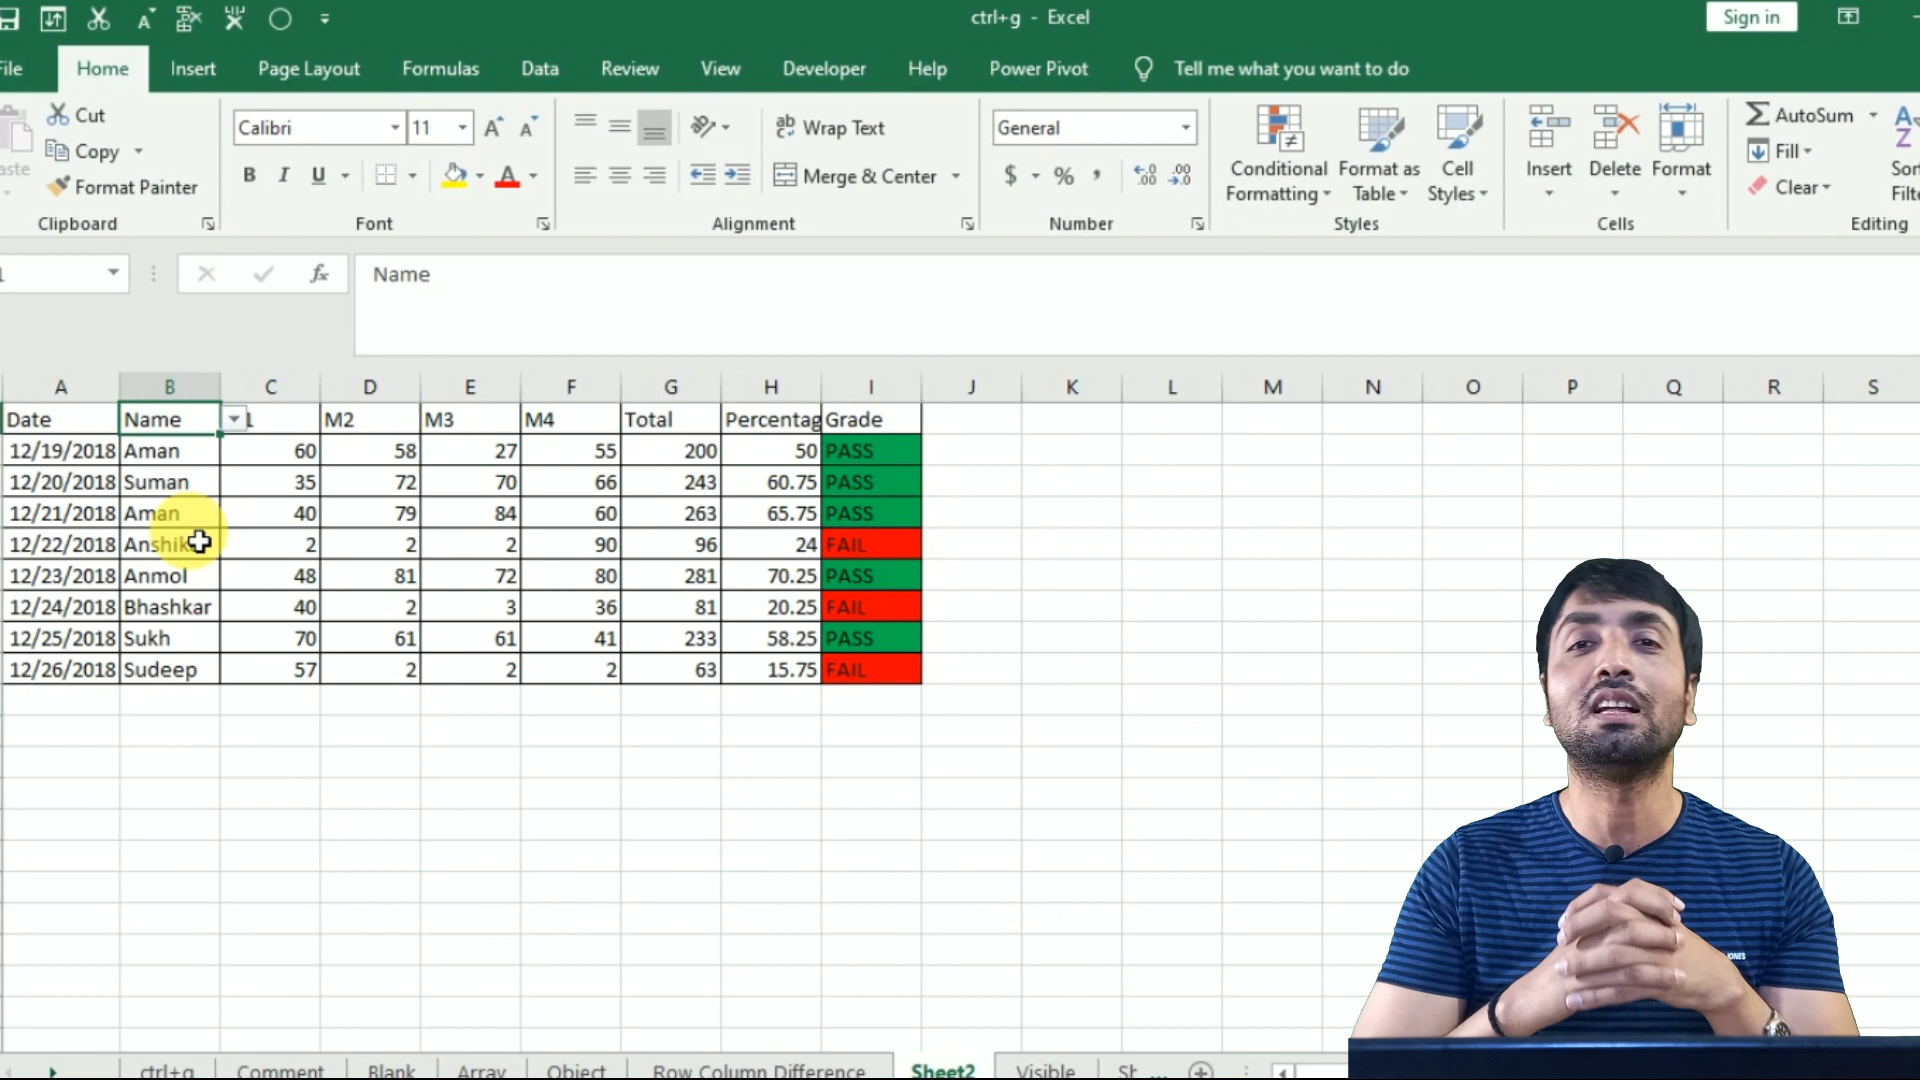 ctrl+g - Excel
Sign in
File Home Insert Page Layout Formulas Data Review View Developer Help Power Pivot Tell me what you want to do
Cut
Copy
Format Painter
Clipboard
Calibri 11
B I U
Font
Wrap Text
Merge & Center
Alignment
General
$ %
Number
Conditional Formatting
Format as Table
Cell Styles
Styles
Insert Delete Format
Cells
AutoSum
Fill
Clear
Editing
fx Name
A B C D E F G H I J K L M N O P Q R S
Date Name 1 M2 M3 M4 Total Percentag Grade
12/19/2018 Aman 60 58 27 55 200 50 PASS
12/20/2018 Suman 35 72 70 66 243 60.75 PASS
12/21/2018 Aman 40 79 84 60 263 65.75 PASS
12/22/2018 Anshik 2 2 2 90 96 24 FAIL
12/23/2018 Anmol 48 81 72 80 281 70.25 PASS
12/24/2018 Bhashkar 40 2 3 36 81 20.25 FAIL
12/25/2018 Sukh 70 61 61 41 233 58.25 PASS
12/26/2018 Sudeep 57 2 2 2 63 15.75 FAIL
ctrl+g Comment Blank Array Object Row Column Difference Sheet2 Visible Sh ...